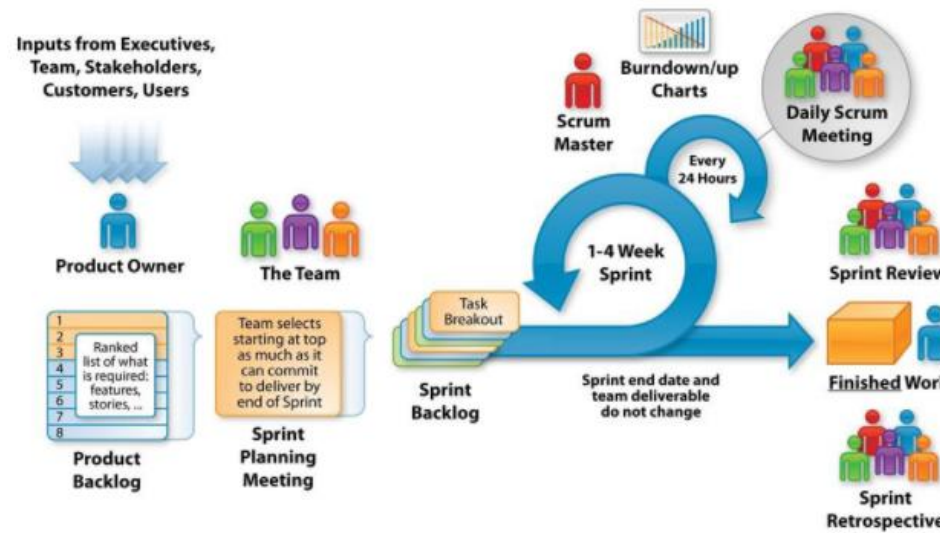 Inputs from Executives,
Team, Stakeholders,
Customers, Users
Product Owner
The Team
1
2
3
4
5
6
7
8
Ranked
list of what
is required:
features,
stories, ...
Product
Backlog
Team selects
starting at top
as much as it
can commit
to deliver by
end of Sprint
Sprint
Planning
Meeting
Task
Breakout
Sprint
Backlog
Scrum
Master
Burndown/up
Charts
Every
24 Hours
Daily Scrum
Meeting
1-4 Week
Sprint
Sprint end date and
team deliverable
do not change
Sprint Review
Finished Work
Sprint
Retrospective